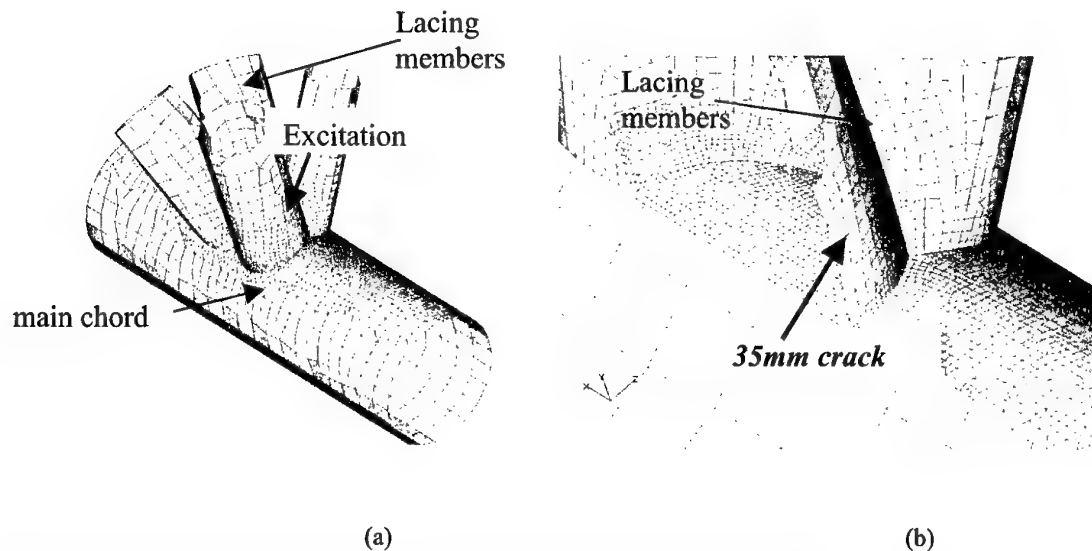 Lacing
members
Excitation
main chord
(a)
Lacing
members
35mm crack
X
Y
Z
(b)